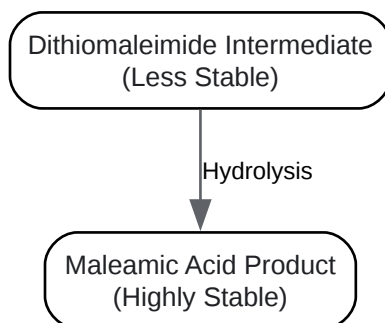 Dithiomaleimide Intermediate
(Less Stable)
Hydrolysis
Maleamic Acid Product
(Highly Stable)